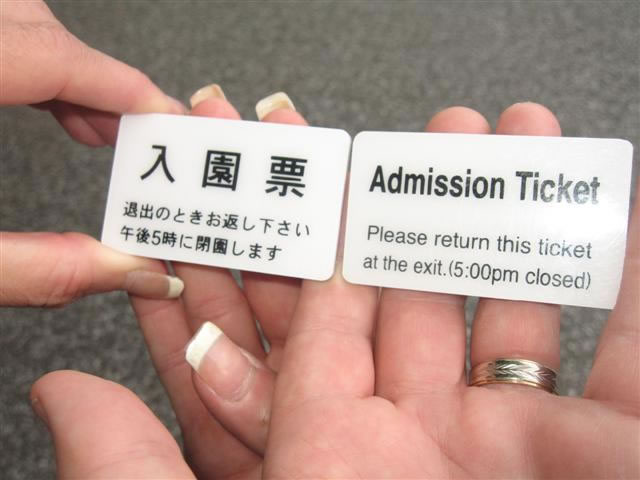 入園票
退出のときお返し下さい
午後5時に閉園します
Admission Ticket
Please return this ticket
at the exit.(5:00pm closed)